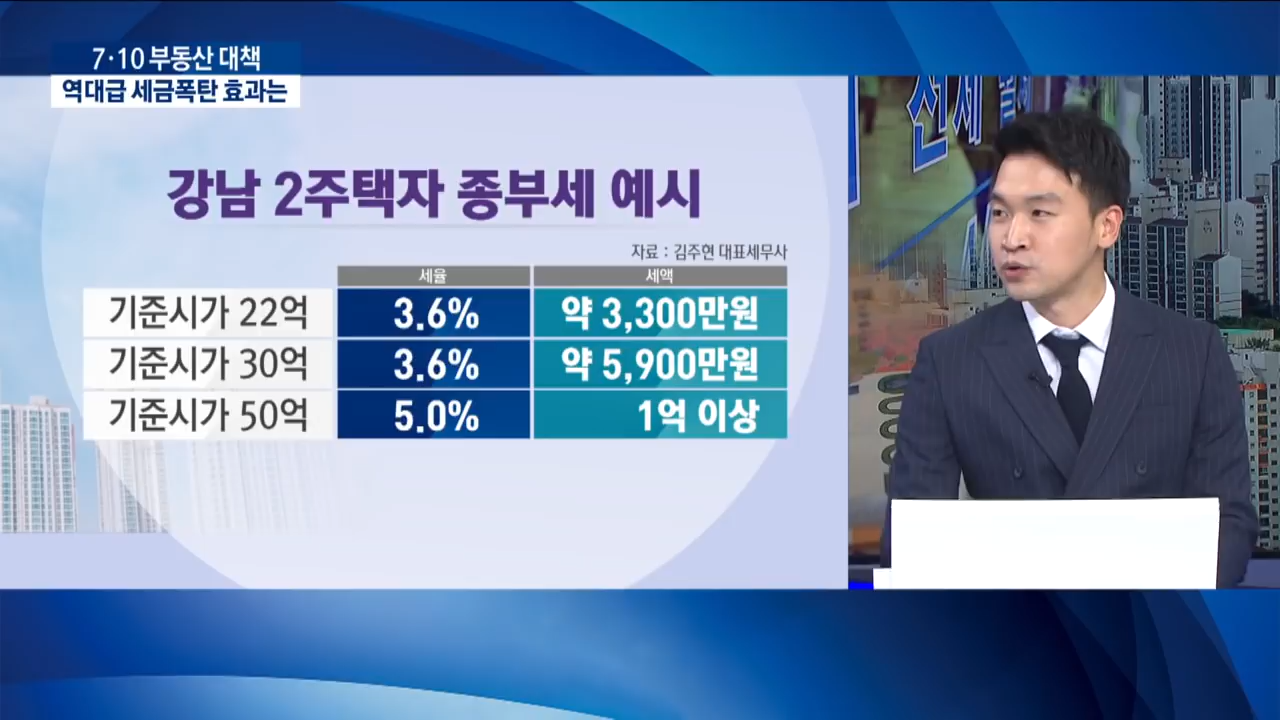 7·10 부동산 대책
역대급 세금폭탄 효과는
강남 2주택자 종부세 예시
자료 : 김주현 대표세무사
세율 세액
기준시가 22억 3.6% 약 3,300만원
기준시가 30억 3.6% 약 5,900만원
기준시가 50억 5.0% 1억 이상
전세